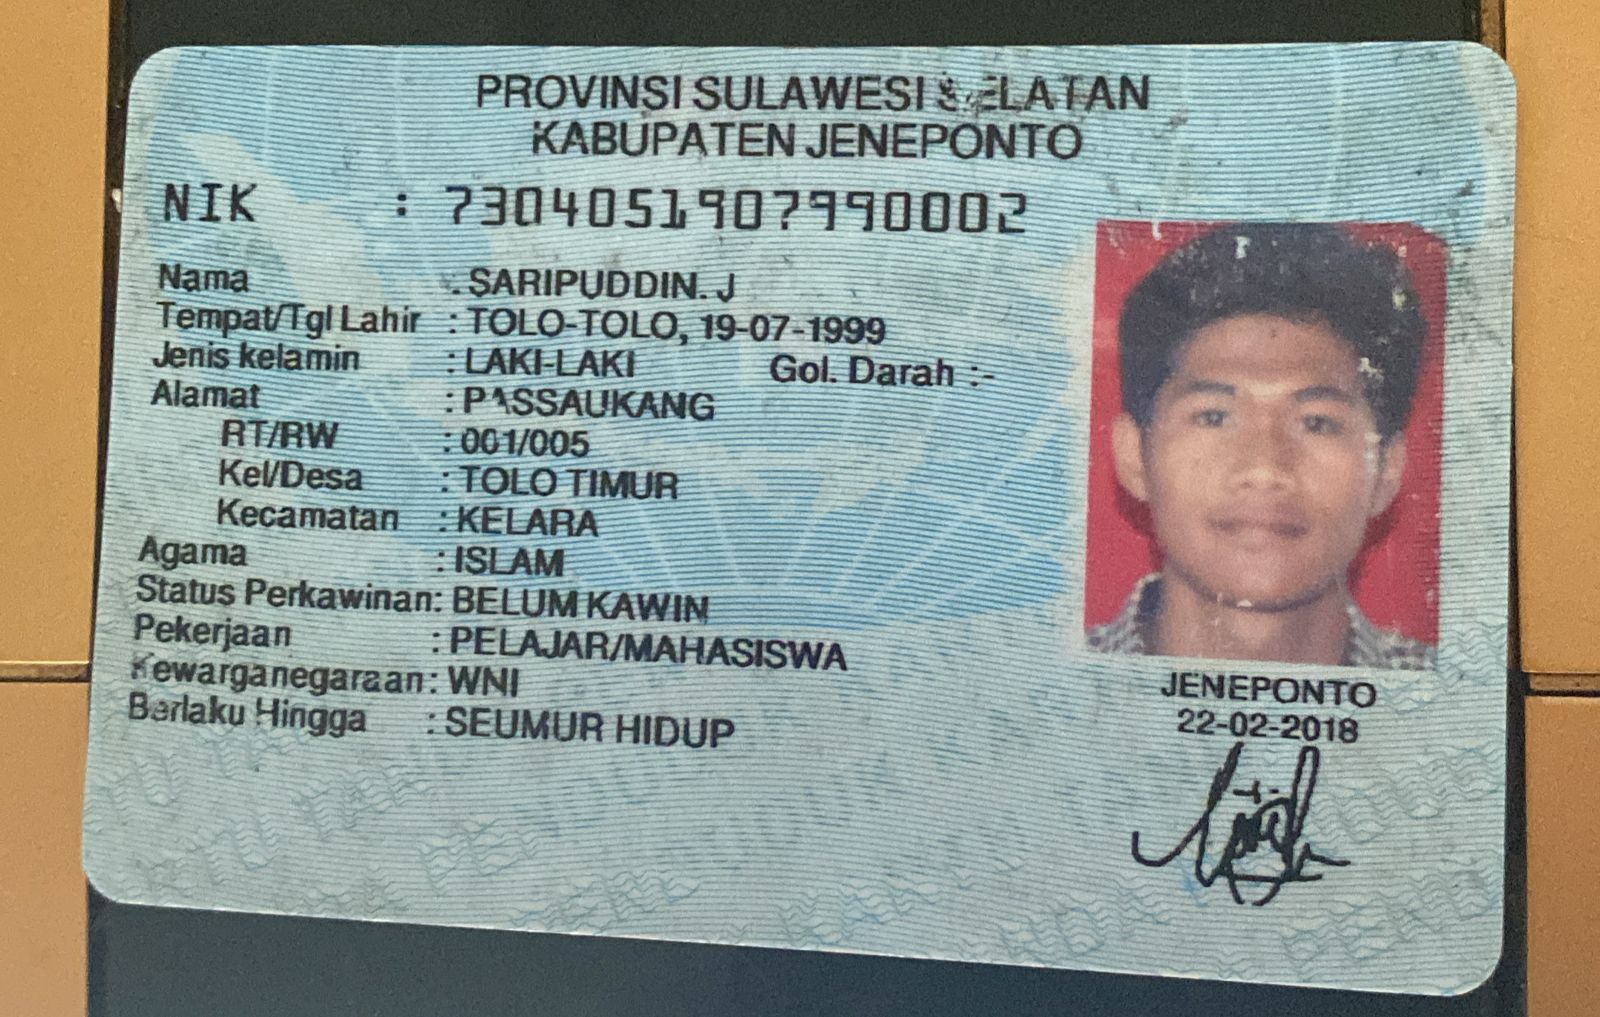 PROVINSI SULAWESI SELATAN
KABUPATEN JENEPONTO
NIK : 7304051907990002
Nama : SARIPUDDIN. J
Tempat/Tgl Lahir : TOLO-TOLO, 19-07-1999
Jenis kelamin : LAKI-LAKI Gol. Darah :-
Alamat : PASSAUKANG
RT/RW : 001/005
Kel/Desa : TOLO TIMUR
Kecamatan : KELARA
Agama : ISLAM
Status Perkawinan: BELUM KAWIN
Pekerjaan : PELAJAR/MAHASISWA
Kewarganegaraan: WNI
Berlaku Hingga : SEUMUR HIDUP
JENEPONTO
22-02-2018